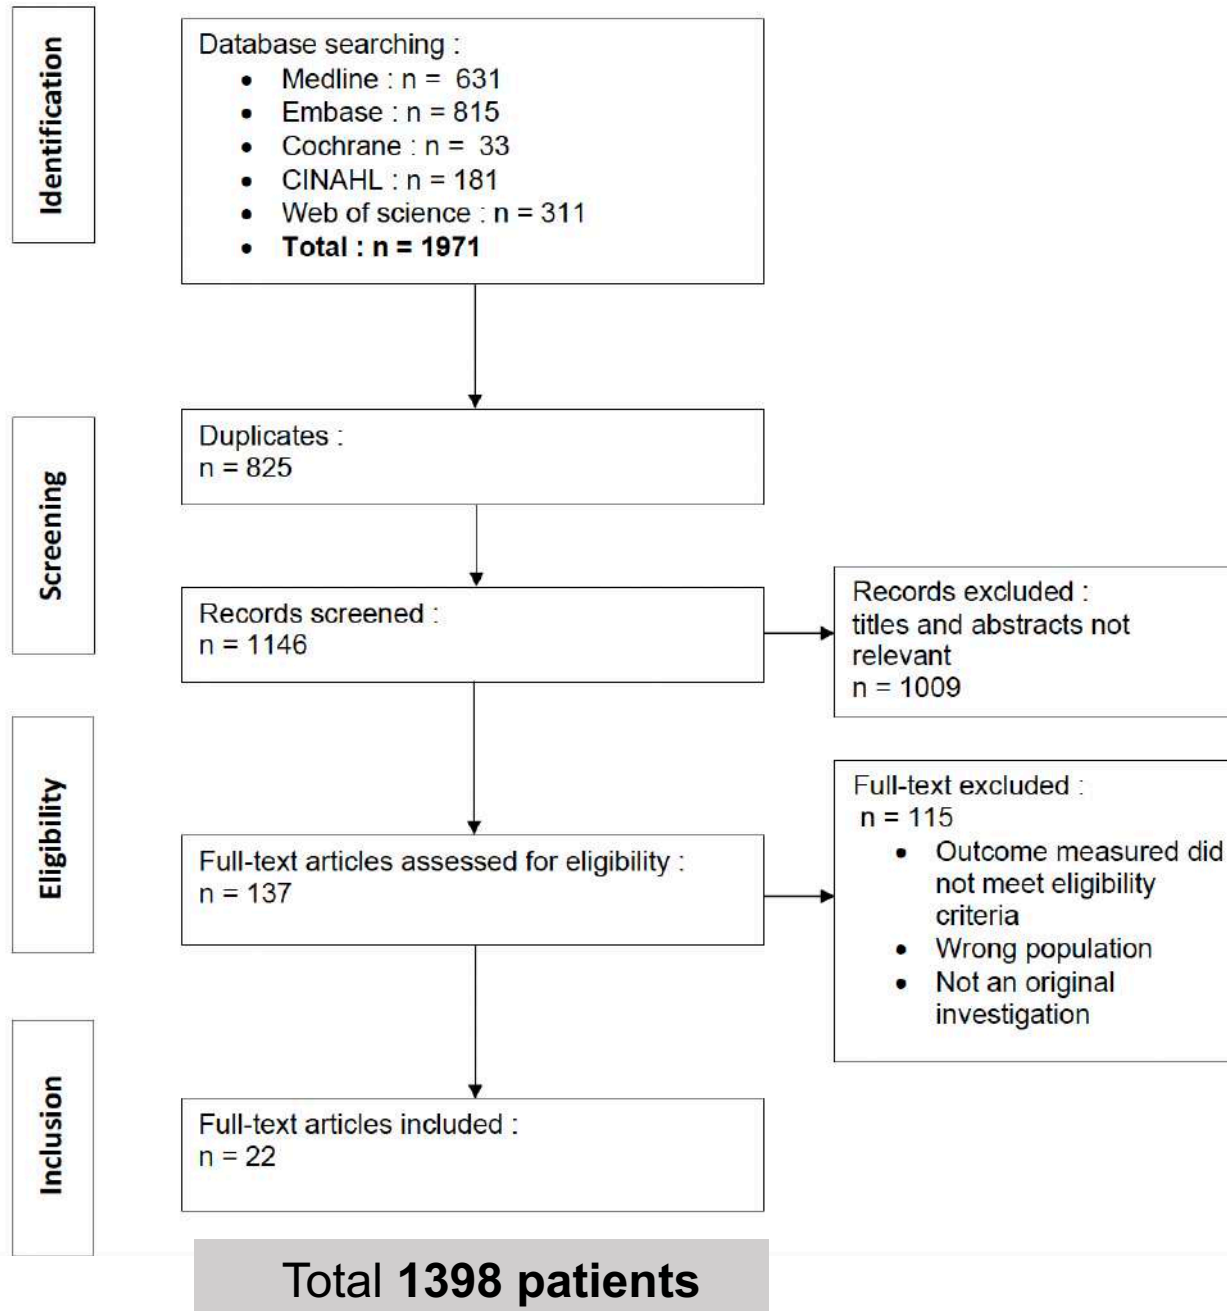 Identification
Database searching :
• Medline : n = 631
• Embase : n = 815
• Cochrane : n = 33
• CINAHL : n = 181
• Web of science : n = 311
• Total : n = 1971
Screening
Duplicates :
n = 825
Records screened :
n = 1146
Records excluded :
titles and abstracts not
relevant
n = 1009
Eligibility
Full-text articles assessed for eligibility :
n = 137
Full-text excluded :
n = 115
• Outcome measured did
not meet eligibility
criteria
• Wrong population
• Not an original
investigation
Inclusion
Full-text articles included :
n = 22
Total 1398 patients